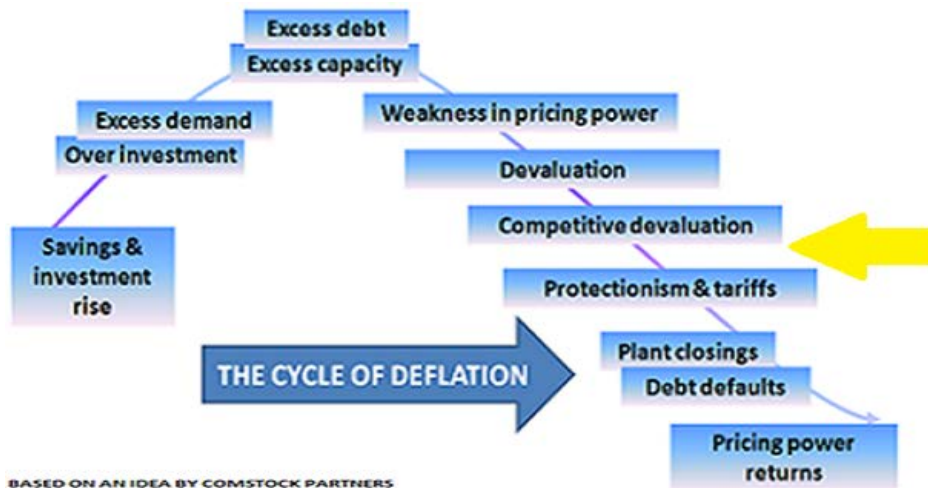 Excess debt
Excess capacity
Excess demand
Over investment
Savings &
investment
rise
Weakness in pricing power
Devaluation
Competitive devaluation
Protectionism & tariffs
Plant closings
Debt defaults
Pricing power
returns
THE CYCLE OF DEFLATION
BASED ON AN IDEA BY COMSTOCK PARTNERS